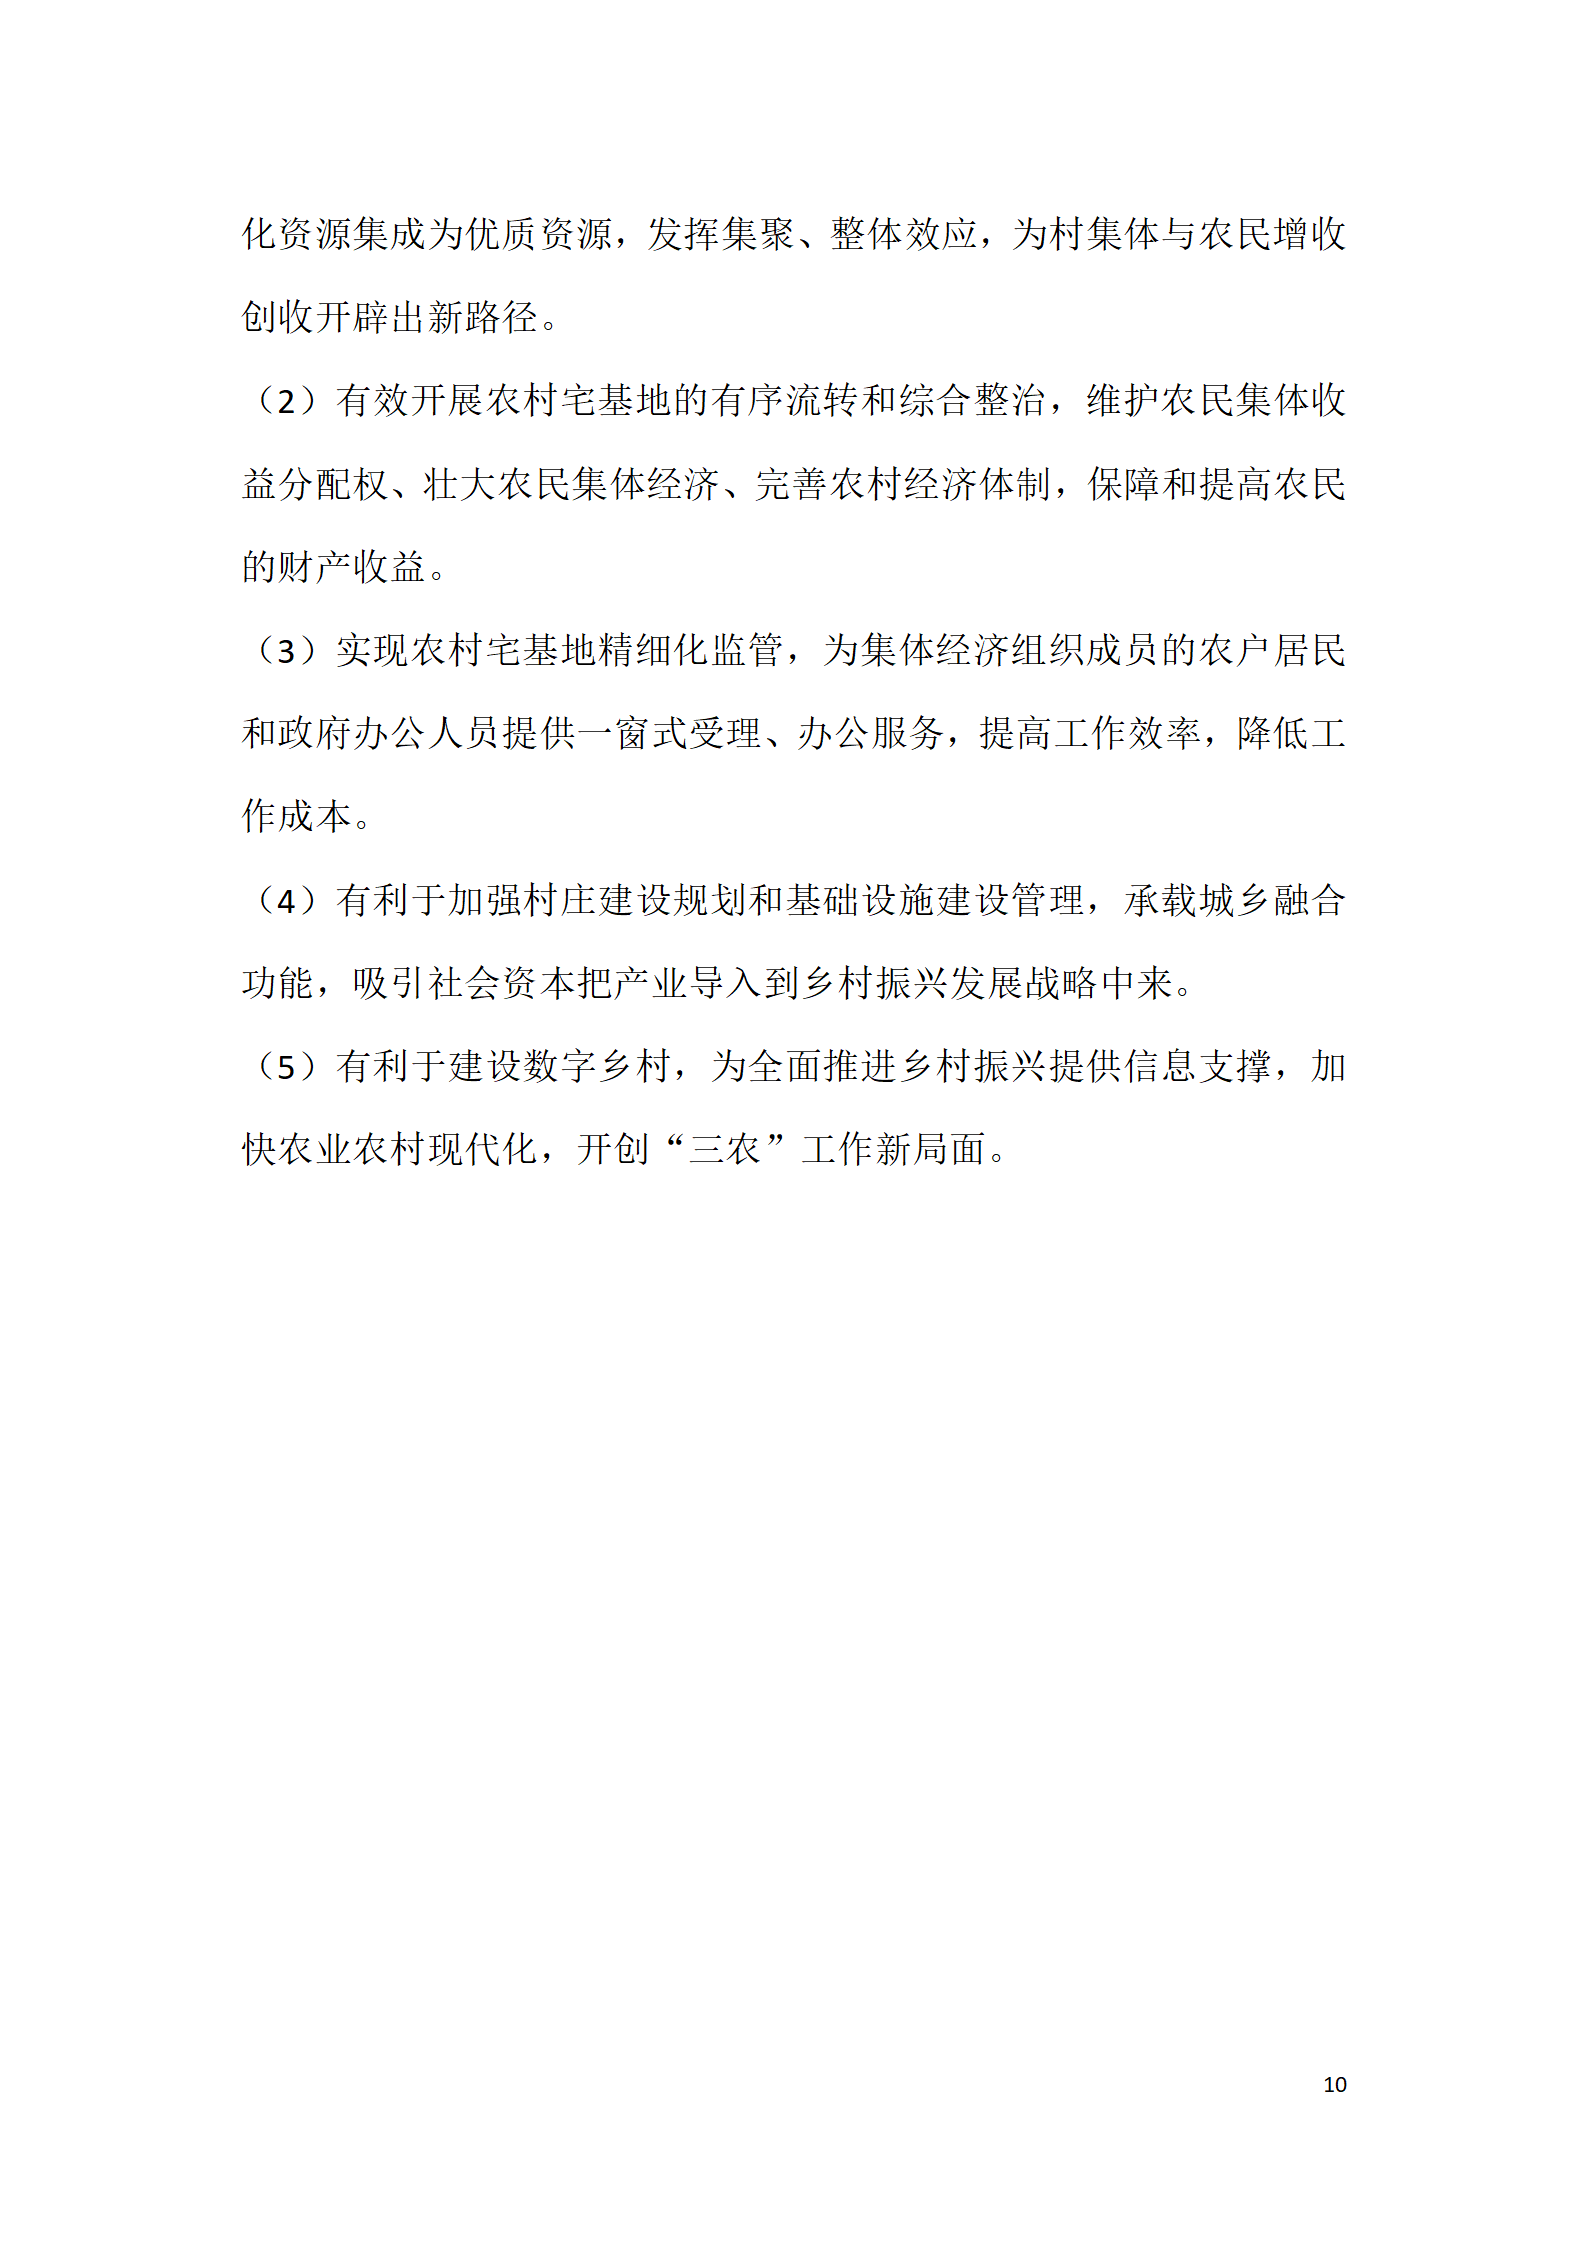 化资源集成为优质资源，发挥集聚、整体效应，为村集体与农民增收
创收开辟出新路径。
（2）有效开展农村宅基地的有序流转和综合整治，维护农民集体收
益分配权、壮大农民集体经济、完善农村经济体制，保障和提高农民
的财产收益。
（3）实现农村宅基地精细化监管，为集体经济组织成员的农户居民
和政府办公人员提供一窗式受理、办公服务，提高工作效率，降低工
作成本。
（4）有利于加强村庄建设规划和基础设施建设管理，承载城乡融合
功能，吸引社会资本把产业导入到乡村振兴发展战略中来。
（5）有利于建设数字乡村，为全面推进乡村振兴提供信息支撑，加
快农业农村现代化，开创“三农”工作新局面。
10